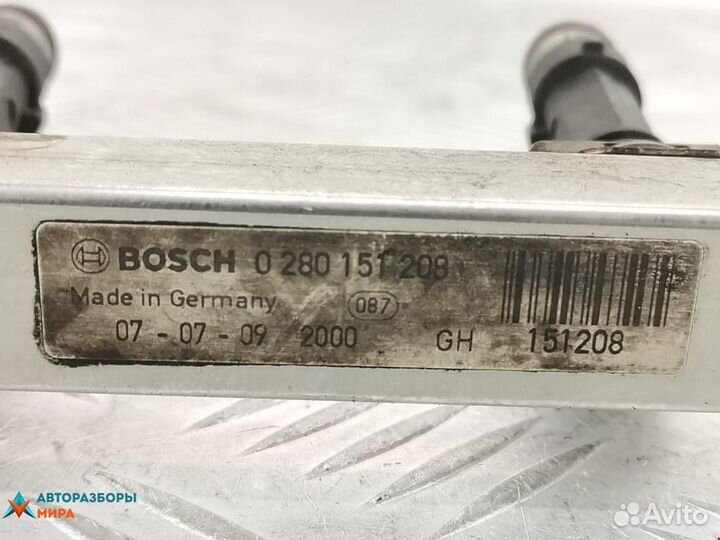 BOSCH 0 280 151 208
Made in Germany 087
07 - 07 - 09 2000 GH 151208
АВТОРАЗБОРЫ
МИРА
Avito